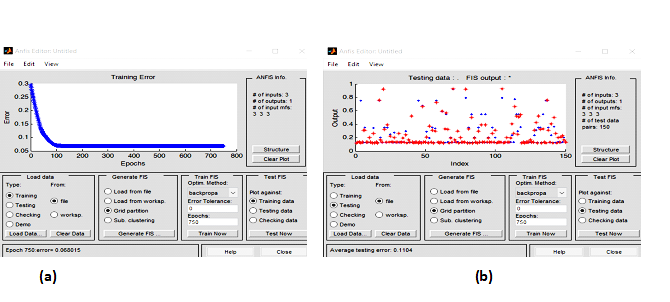 Anfis Editor: Untitled
File Edit View
Training Error
Error
0.3
0.25
0.2
0.15
0.1
0.05
0 100 200 300 400 500 600 700 800
Epochs
ANFIS Info.
# of inputs: 3
# of outputs: 1
# of input mfs:
3 3 3
Structure
Clear Plot
Load data
Type: From:
Training
Testing
Checking
Demo
file
worksp.
Load Data... Clear Data
Generate FIS
Load from file
Load from worksp.
Grid partition
Sub. clustering
Generate FIS ...
Train FIS
Optim. Method:
backpropa
Error Tolerance:
0
Epochs:
750
Train Now
Test FIS
Plot against:
Training data
Testing data
Checking data
Test Now
Epoch 750:error= 0.068015
Help Close
(a)
Anfis Editor: Untitled
File Edit View
Testing data : . FIS output : *
Output
1
0.8
0.6
0.4
0.2
0
0 50 100 150
Index
ANFIS Info.
# of inputs: 3
# of outputs: 1
# of input mfs:
3 3 3
# of test data
pairs: 150
Structure
Clear Plot
Load data
Type: From:
Training
Testing
Checking
Demo
file
worksp.
Load Data... Clear Data
Generate FIS
Load from file
Load from worksp.
Grid partition
Sub. clustering
Generate FIS ...
Train FIS
Optim. Method:
backpropa
Error Tolerance:
0
Epochs:
750
Train Now
Test FIS
Plot against:
Training data
Testing data
Checking data
Test Now
Average testing error: 0.1104
Help Close
(b)